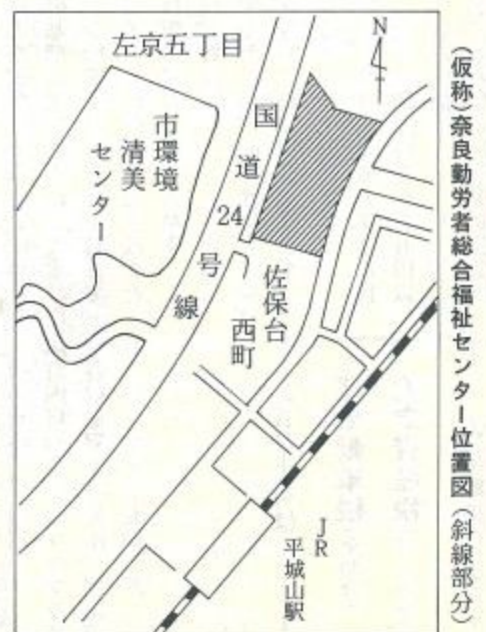 (仮称)奈良勤労者総合福祉センター位置図(斜線部分)
N
左京五丁目
国道24号線
市環境
清美
センター
佐保台
西町
JR
平城山駅